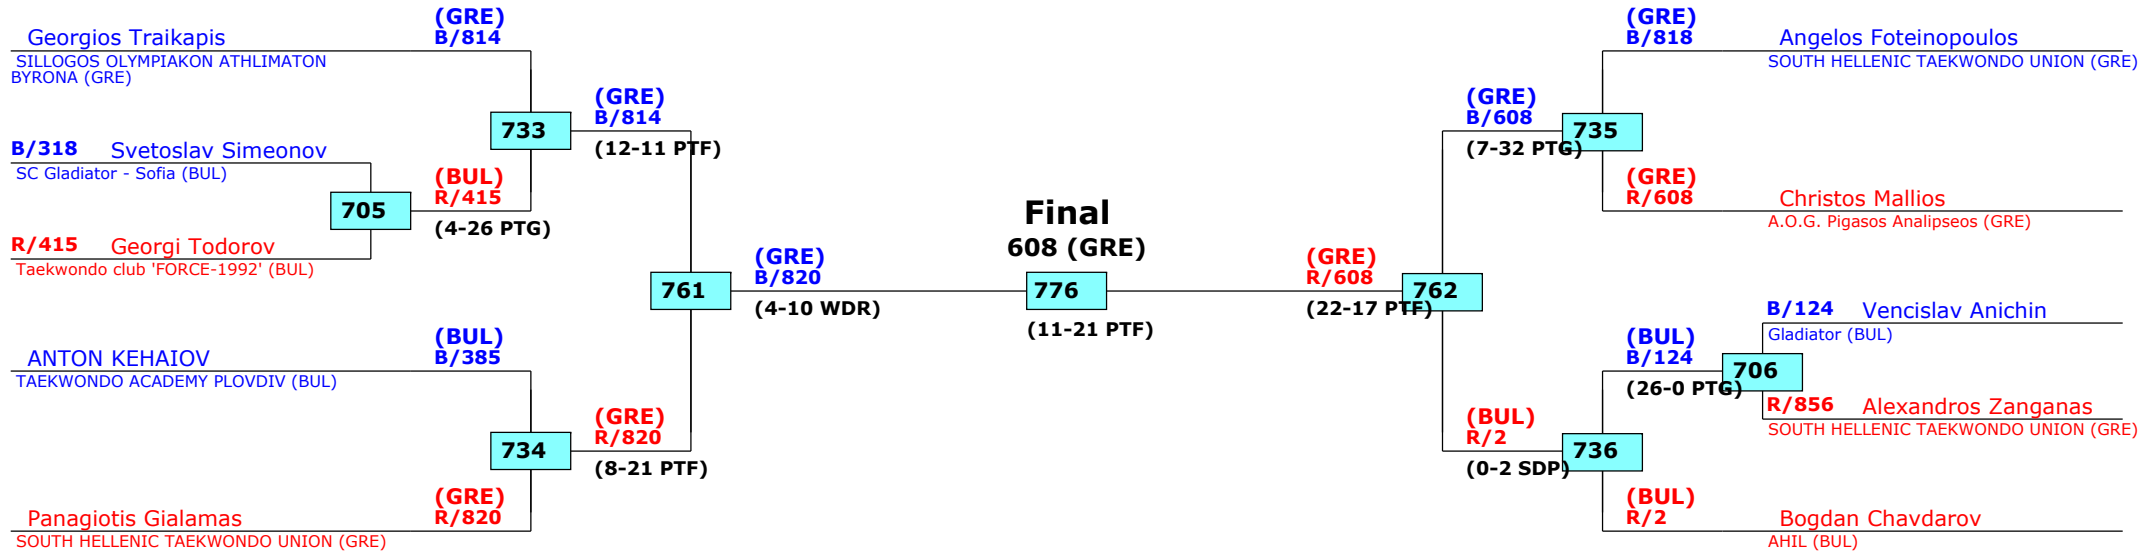 (GRE)
B/814
Georgios Traikapis
SILLOGOS OLYMPIAKON ATHLIMATON
BYRONA (GRE)
733
(GRE)
B/814
(12-11 PTF)
B/318 Svetoslav Simeonov
SC Gladiator - Sofia (BUL)
705
(BUL)
R/415
(4-26 PTG)
R/415 Georgi Todorov
Taekwondo club 'FORCE-1992' (BUL)
761
(GRE)
B/820
(4-10 WDR)
(BUL)
B/385
ANTON KEHAIOV
TAEKWONDO ACADEMY PLOVDIV (BUL)
734
(GRE)
R/820
(8-21 PTF)
(GRE)
R/820
Panagiotis Gialamas
SOUTH HELLENIC TAEKWONDO UNION (GRE)
Final
608 (GRE)
776
(11-21 PTF)
(GRE)
R/608
(22-17 PTF)
762
(GRE)
B/608
(7-32 PTG)
735
(GRE)
B/818
Angelos Foteinopoulos
SOUTH HELLENIC TAEKWONDO UNION (GRE)
(GRE)
R/608
Christos Mallios
A.O.G. Pigasos Analipseos (GRE)
B/124 Vencislav Anichin
Gladiator (BUL)
(BUL)
B/124
(26-0 PTG)
706
R/856 Alexandros Zanganas
SOUTH HELLENIC TAEKWONDO UNION (GRE)
(BUL)
R/2
(0-2 SDP)
736
(BUL)
R/2
Bogdan Chavdarov
AHIL (BUL)